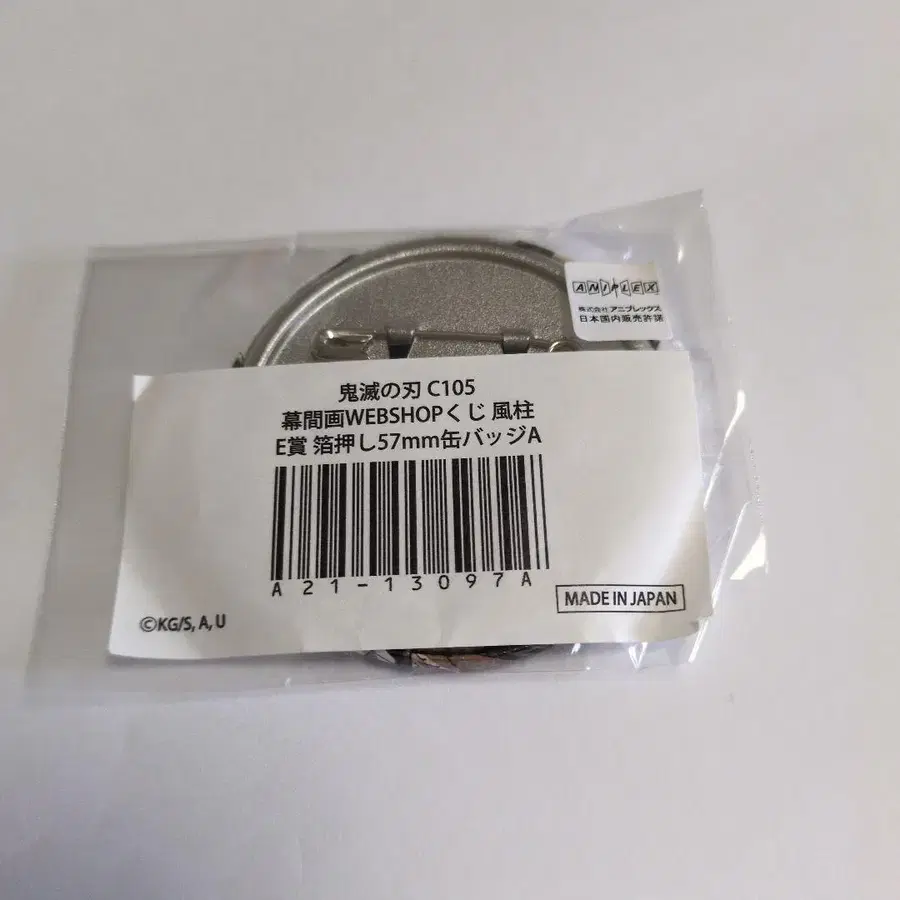 ANIPLEX
株式会社アニプレックス
日本国内販売許諾
鬼滅の刃 C105
幕間画WEBSHOPくじ 風柱
E賞 箔押し57mm缶バッジA
A21-13097A
MADE IN JAPAN
©KG/S, A, U